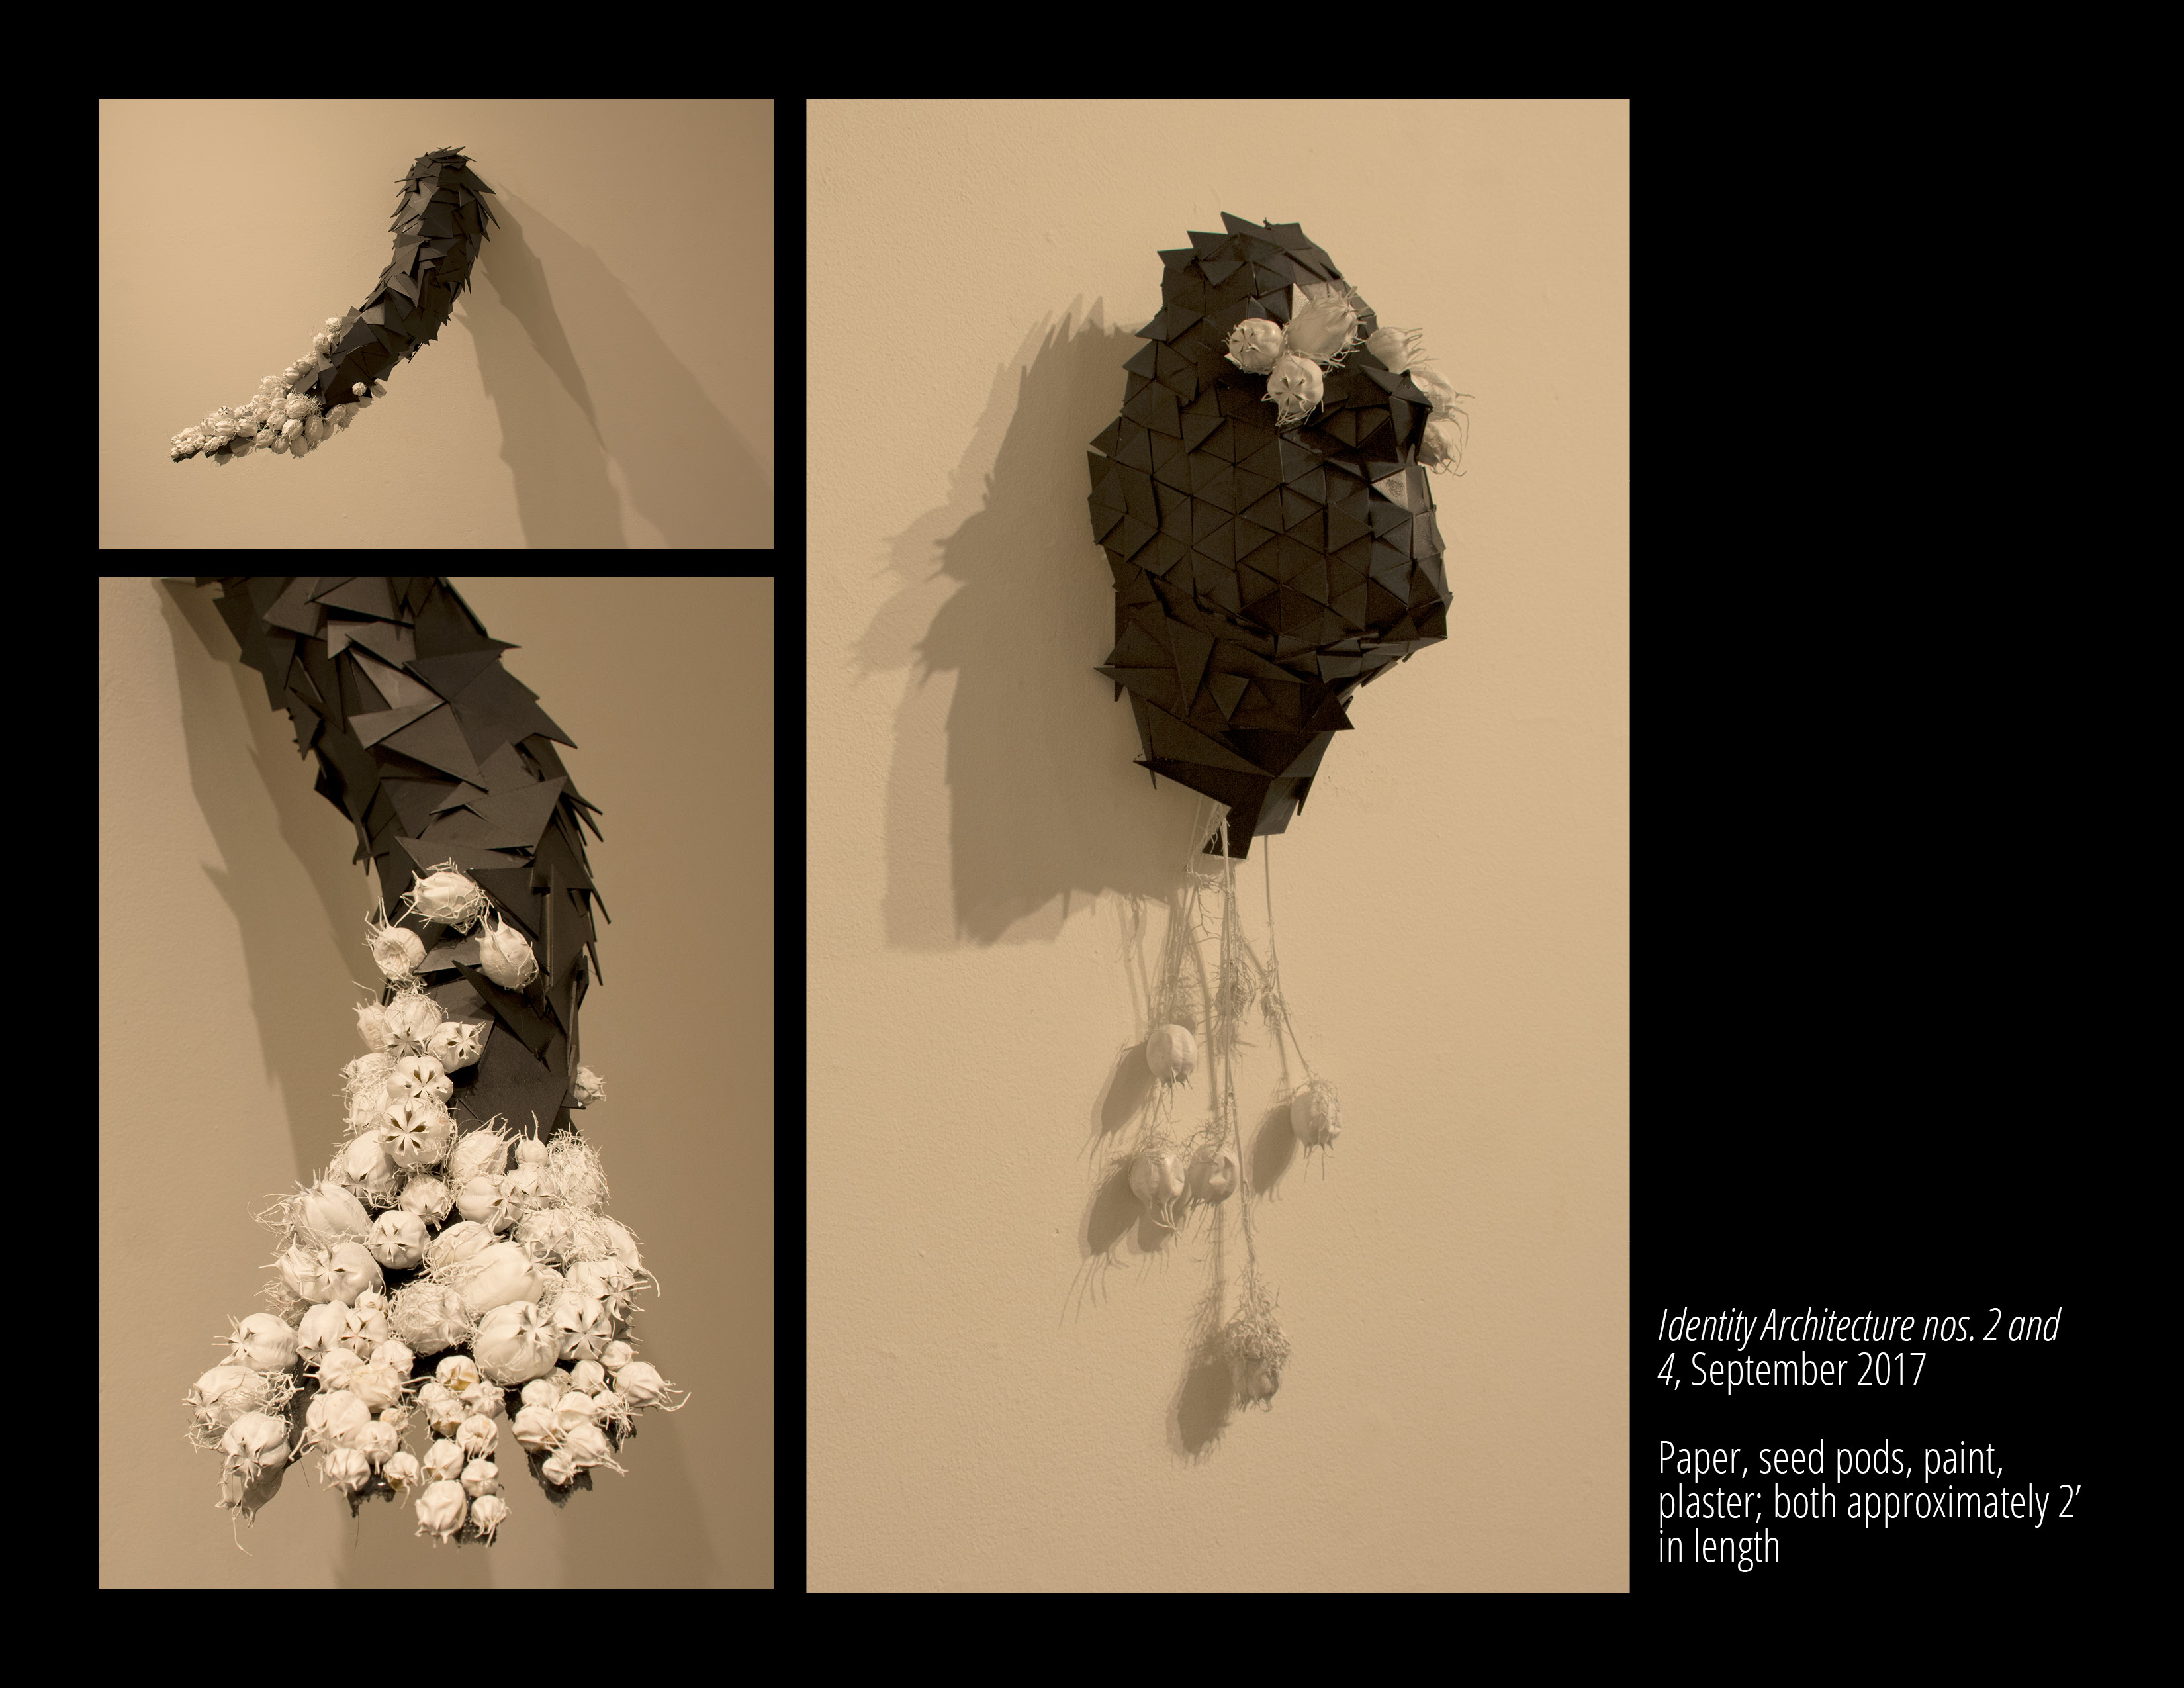 Identity Architecture nos. 2 and
4, September 2017
Paper, seed pods, paint,
plaster; both approximately 2’
in length